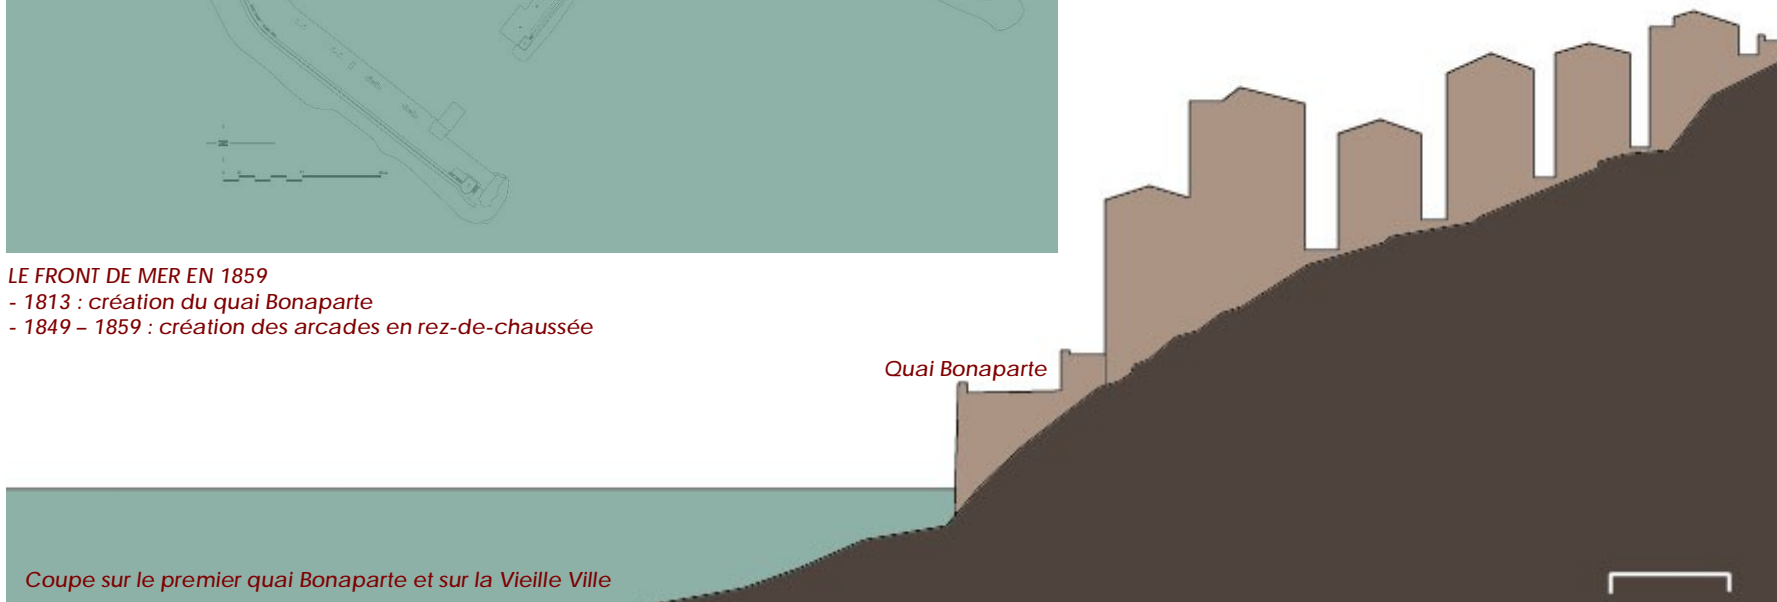 LE FRONT DE MER EN 1859
- 1813 : création du quai Bonaparte
- 1849 – 1859 : création des arcades en rez-de-chaussée
Quai Bonaparte
Coupe sur le premier quai Bonaparte et sur la Vieille Ville